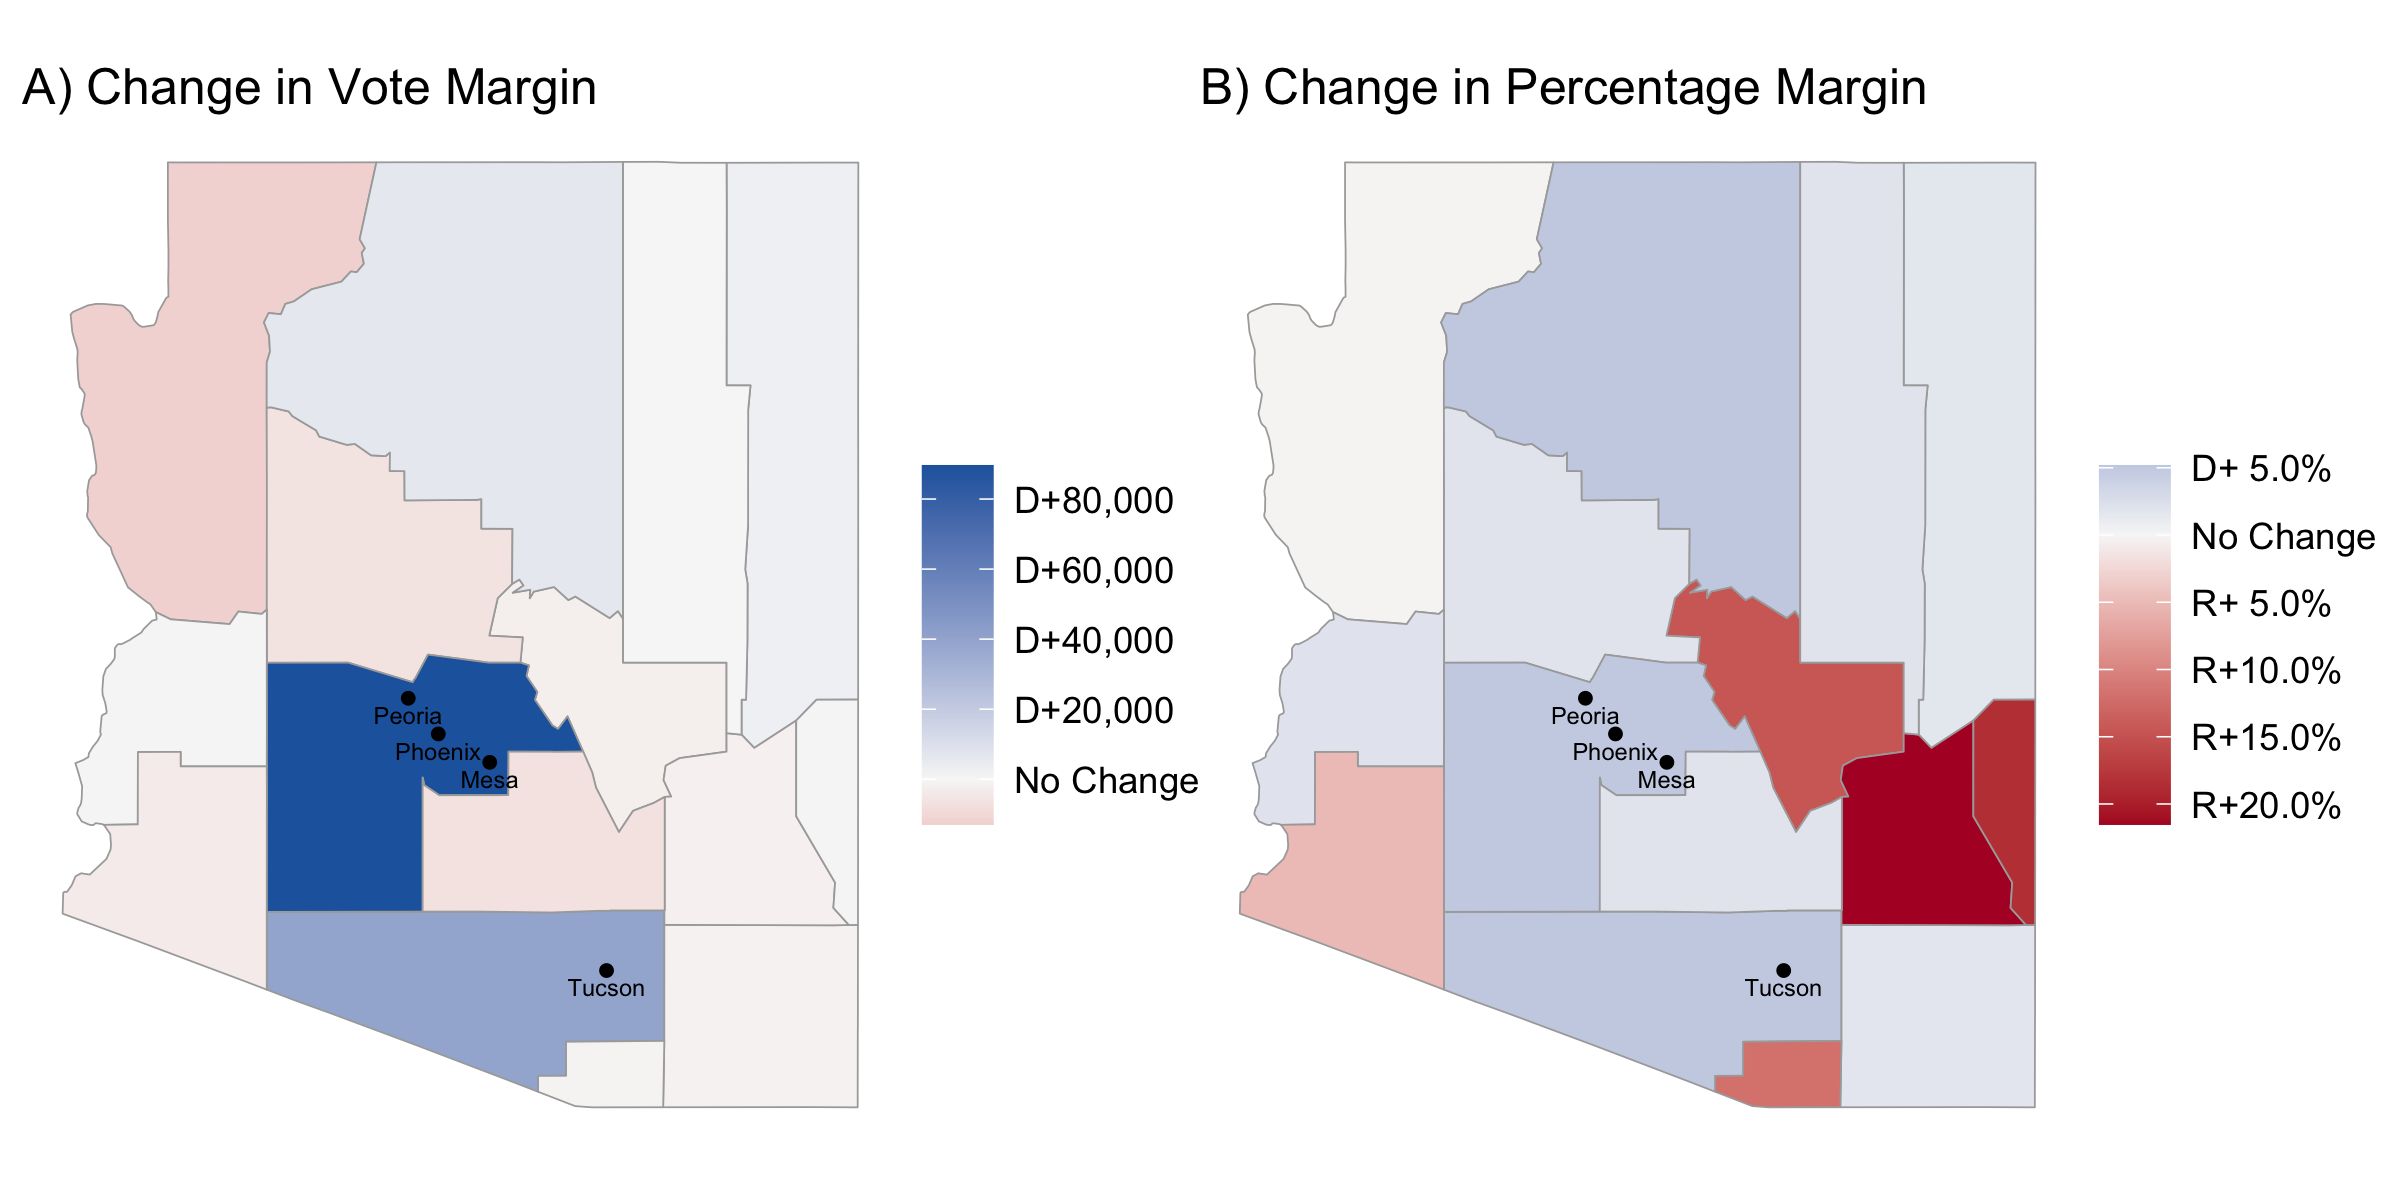 A) Change in Vote Margin
Peoria
Phoenix
Mesa
Tucson
D+80,000
D+60,000
D+40,000
D+20,000
No Change
B) Change in Percentage Margin
Peoria
Phoenix
Mesa
Tucson
D+ 5.0%
No Change
R+ 5.0%
R+10.0%
R+15.0%
R+20.0%